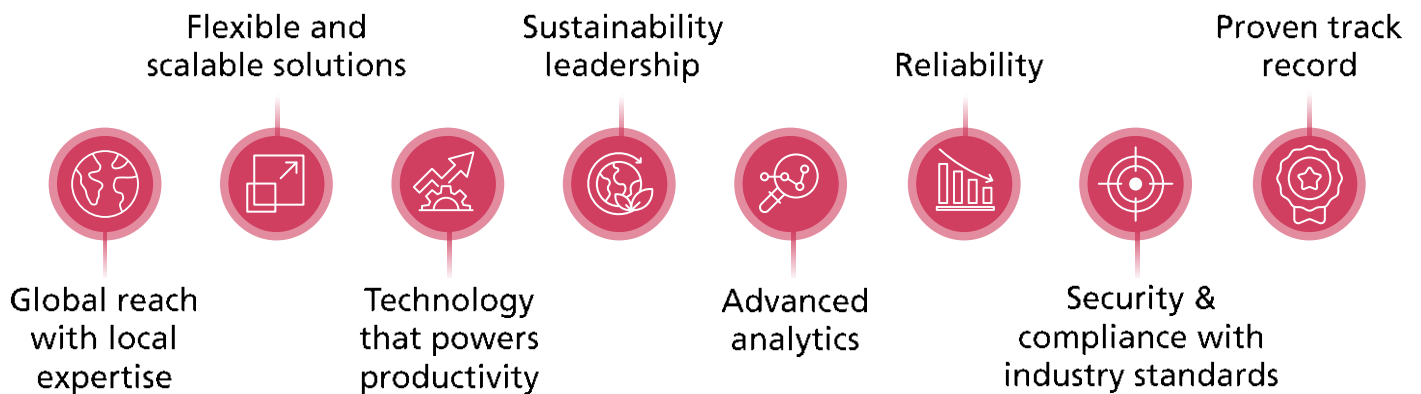 Global reach
with local
expertise
Flexible and
scalable solutions
Technology
that powers
productivity
Sustainability
leadership
Advanced
analytics
Reliability
Security &
compliance with
industry standards
Proven track
record